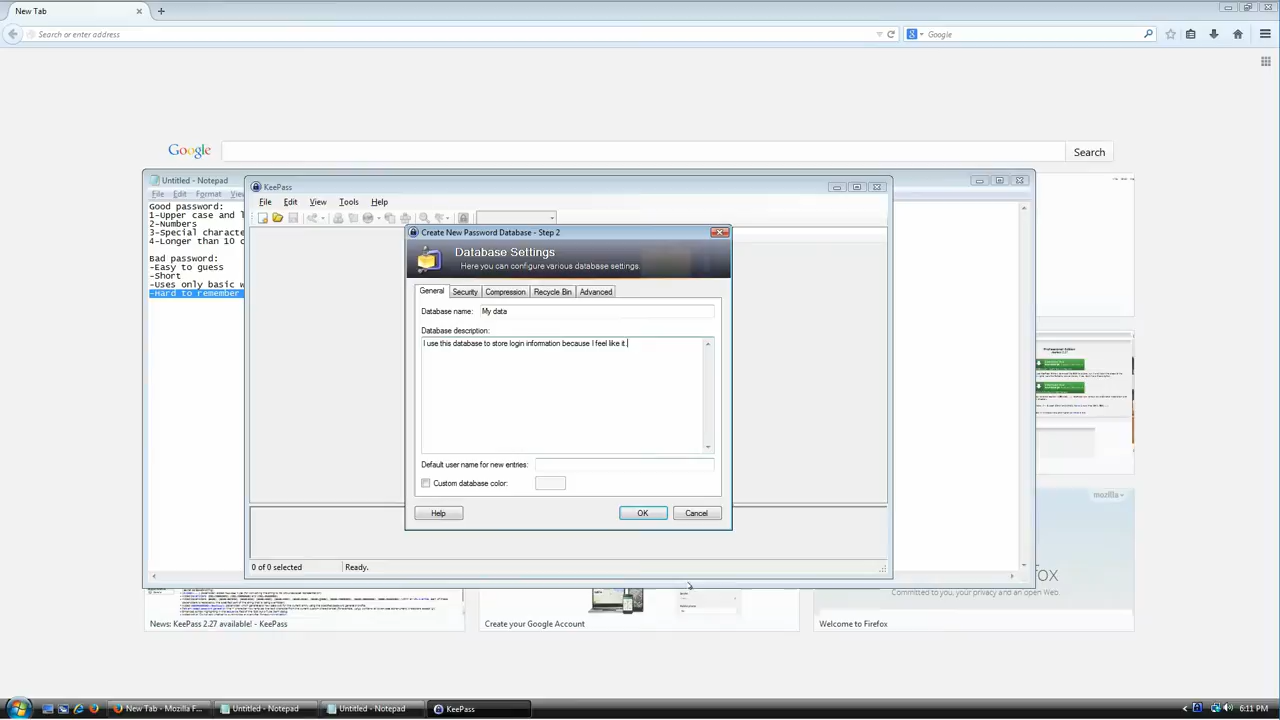 New Tab
Search or enter address
Google
Google
Search
Untitled - Notepad
File Edit Format
Good password:
1-Upper case and
2-Numbers
3-Special characte
4-Longer than 10
Bad password:
-Easy to guess
-Short
-Uses only basic
-Hard to remember
KeePass
File Edit View Tools Help
Create New Password Database - Step 2
Database Settings
Here you can configure various database settings.
General Security Compression Recycle Bin Advanced
Database name: My data
Database description:
I use this database to store login information because I feel like it.
Default user name for new entries:
Custom database color:
Help OK Cancel
0 of 0 selected Ready.
mozilla
FOX
Committed to you, your privacy and an open Web.
News: KeePass 2.27 available! - KeePass
Create your Google Account
Welcome to Firefox
New Tab - Mozilla F...
Untitled - Notepad
Untitled - Notepad
KeePass
6:11 PM